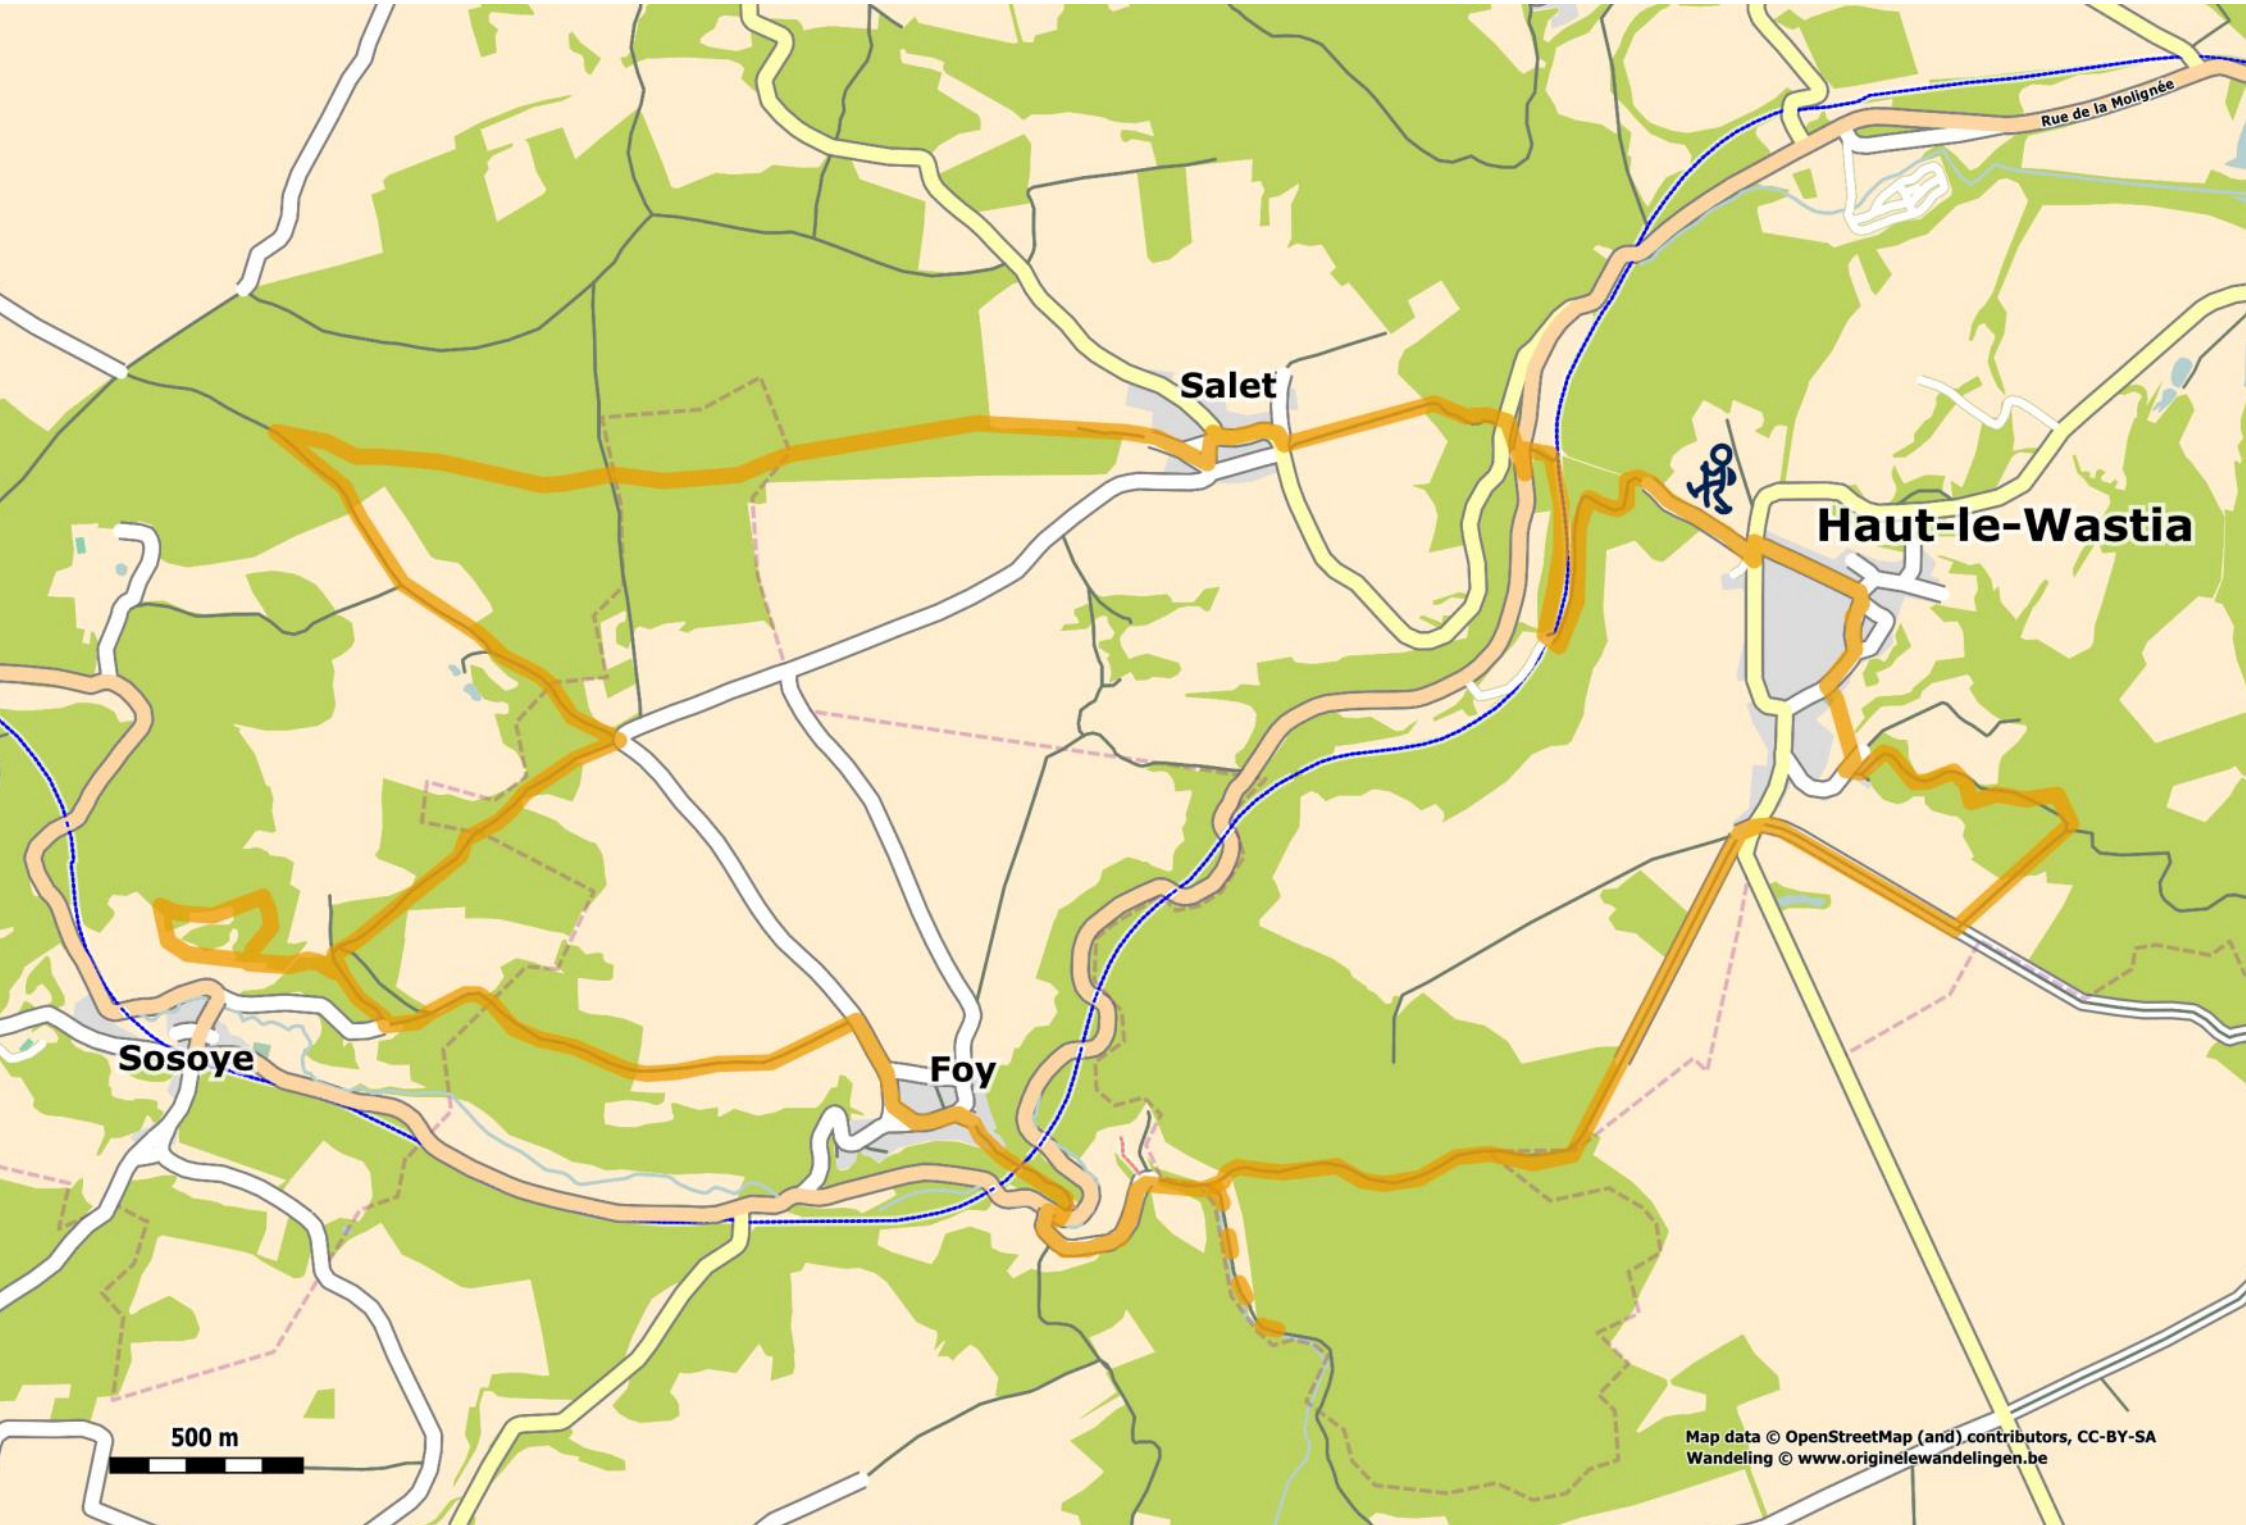 Rue de la Molignée
Salet
Haut-le-Wastia
Sosoye
Foy
500 m
Map data © OpenStreetMap (and) contributors, CC-BY-SA
Wandeling © www.originelewandelingen.be